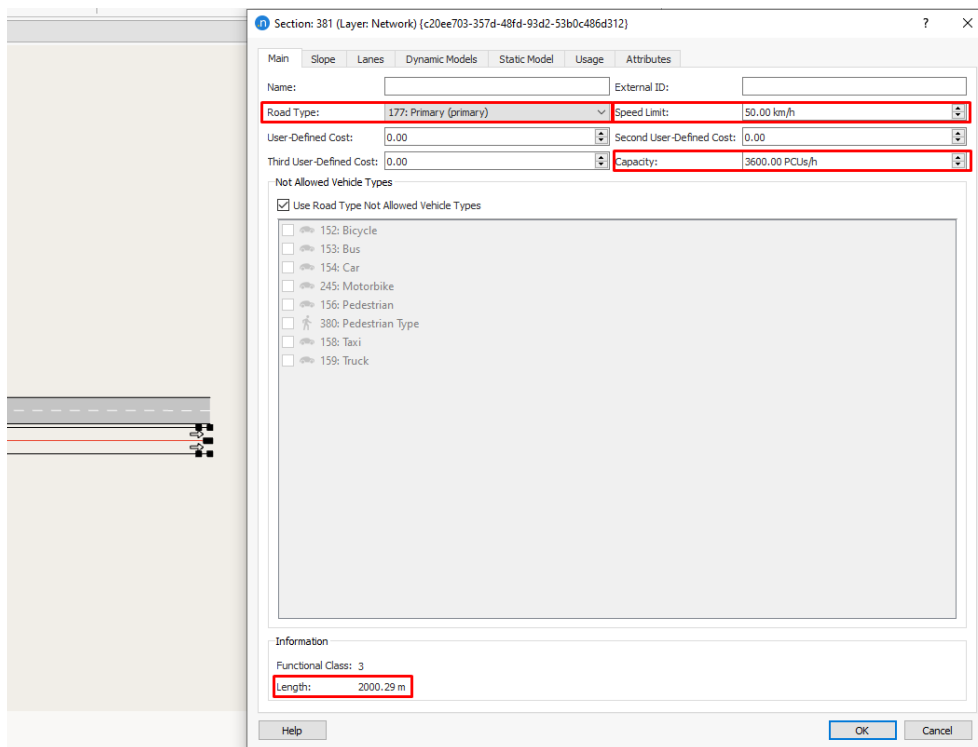 .n Section: 381 (Layer: Network) {c20ee703-357d-48fd-93d2-53b0c486d312} ? X
Main Slope Lanes Dynamic Models Static Model Usage Attributes
Name: External ID:
Road Type: 177: Primary (primary) Speed Limit: 50.00 km/h
User-Defined Cost: 0.00 Second User-Defined Cost: 0.00
Third User-Defined Cost: 0.00 Capacity: 3600.00 PCUs/h
Not Allowed Vehicle Types
Use Road Type Not Allowed Vehicle Types
152: Bicycle
153: Bus
154: Car
245: Motorbike
156: Pedestrian
380: Pedestrian Type
158: Taxi
159: Truck
Information
Functional Class: 3
Length: 2000.29 m
Help OK Cancel